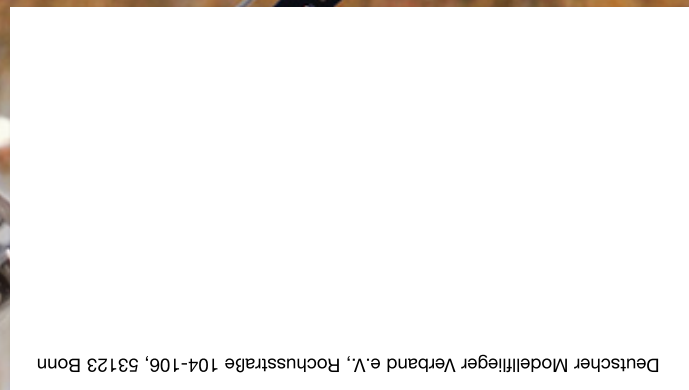 Deutscher Modellflieger Verband e.V., Rochusstraße 104-106, 53123 Bonn